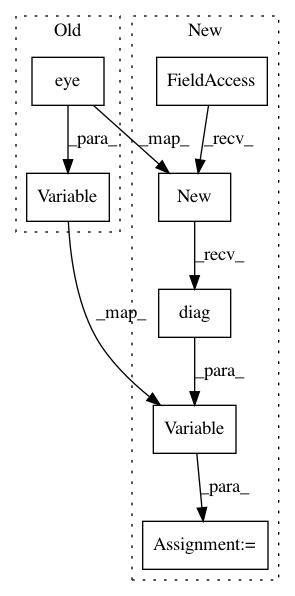 Old
New
eye
FieldAccess
_para_
_map_
_recv_
Variable
New
_recv_
_map_
diag
_para_
Variable
_para_
Assignment:=